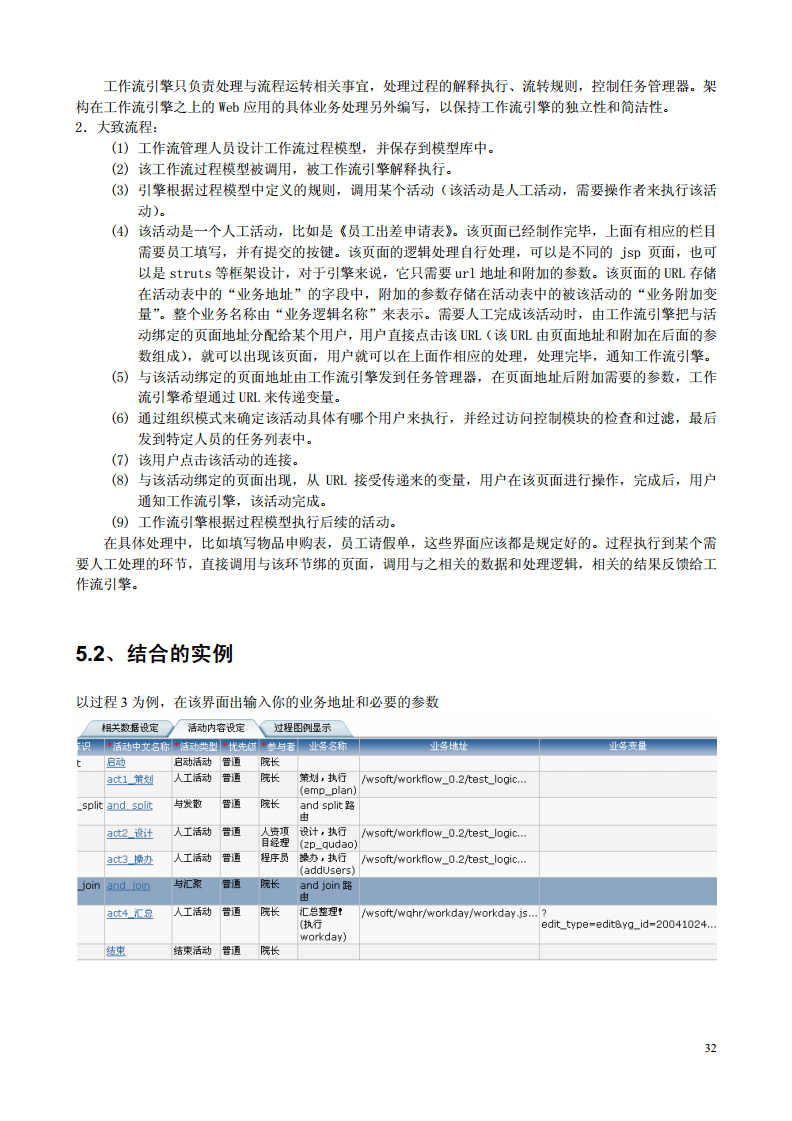 工作流引擎只负责处理与流程运转相关事宜，处理过程的解释执行、流转规则，控制任务管理器。架
构在工作流引擎之上的 Web 应用的具体业务处理另外编写，以保持工作流引擎的独立性和简洁性。
2．大致流程：
(1) 工作流管理人员设计工作流过程模型，并保存到模型库中。
(2) 该工作流过程模型被调用，被工作流引擎解释执行。
(3) 引擎根据过程模型中定义的规则，调用某个活动（该活动是人工活动，需要操作者来执行该活
动）。
(4) 该活动是一个人工活动，比如是《员工出差申请表》。该页面已经制作完毕，上面有相应的栏目
需要员工填写，并有提交的按键。该页面的逻辑处理自行处理，可以是不同的 jsp 页面，也可
以是 struts 等框架设计，对于引擎来说，它只需要 url 地址和附加的参数。该页面的 URL 存储
在活动表中的“业务地址”的字段中，附加的参数存储在活动表中的被该活动的“业务附加变
量”。整个业务名称由“业务逻辑名称”来表示。需要人工完成该活动时，由工作流引擎把与活
动绑定的页面地址分配给某个用户，用户直接点击该 URL（该 URL 由页面地址和附加在后面的参
数组成），就可以出现该页面，用户就可以在上面作相应的处理，处理完毕，通知工作流引擎。
(5) 与该活动绑定的页面地址由工作流引擎发到任务管理器，在页面地址后附加需要的参数，工作
流引擎希望通过 URL 来传递变量。
(6) 通过组织模式来确定该活动具体有哪个用户来执行，并经过访问控制模块的检查和过滤，最后
发到特定人员的任务列表中。
(7) 该用户点击该活动的连接。
(8) 与该活动绑定的页面出现，从 URL 接受传递来的变量，用户在该页面进行操作，完成后，用户
通知工作流引擎，该活动完成。
(9) 工作流引擎根据过程模型执行后续的活动。
在具体处理中，比如填写物品申购表，员工请假单，这些界面应该都是规定好的。过程执行到某个需
要人工处理的环节，直接调用与该环节绑的页面，调用与之相关的数据和处理逻辑，相关的结果反馈给工
作流引擎。
5.2、结合的实例
以过程 3 为例，在该界面出输入你的业务地址和必要的参数
相关数据设定 活动内容设定 过程图例显示
标识 *活动中文名称 *活动类型 *优先级 *参与者 业务名称 业务地址 业务变量
t 启动 启动活动 普通 院长
act1_策划 人工活动 普通 院长 策划，执行 /wsoft/workflow_0.2/test_logic...
(emp_plan)
_split and_split 与发散 普通 院长 and split 路
由
act2_设计 人工活动 普通 人资项 设计，执行 /wsoft/workflow_0.2/test_logic...
目经理 (zp_qudao)
act3_操办 人工活动 普通 程序员 操办，执行 /wsoft/workflow_0.2/test_logic...
(addUsers)
_join and_join 与汇聚 普通 院长 and join 路
由
act4_汇总 人工活动 普通 院长 汇总整理! /wsoft/wqhr/workday/workday.js... ?
(执行 edit_type=edit&yg_id=20041024...
workday)
结束 结束活动 普通 院长
32